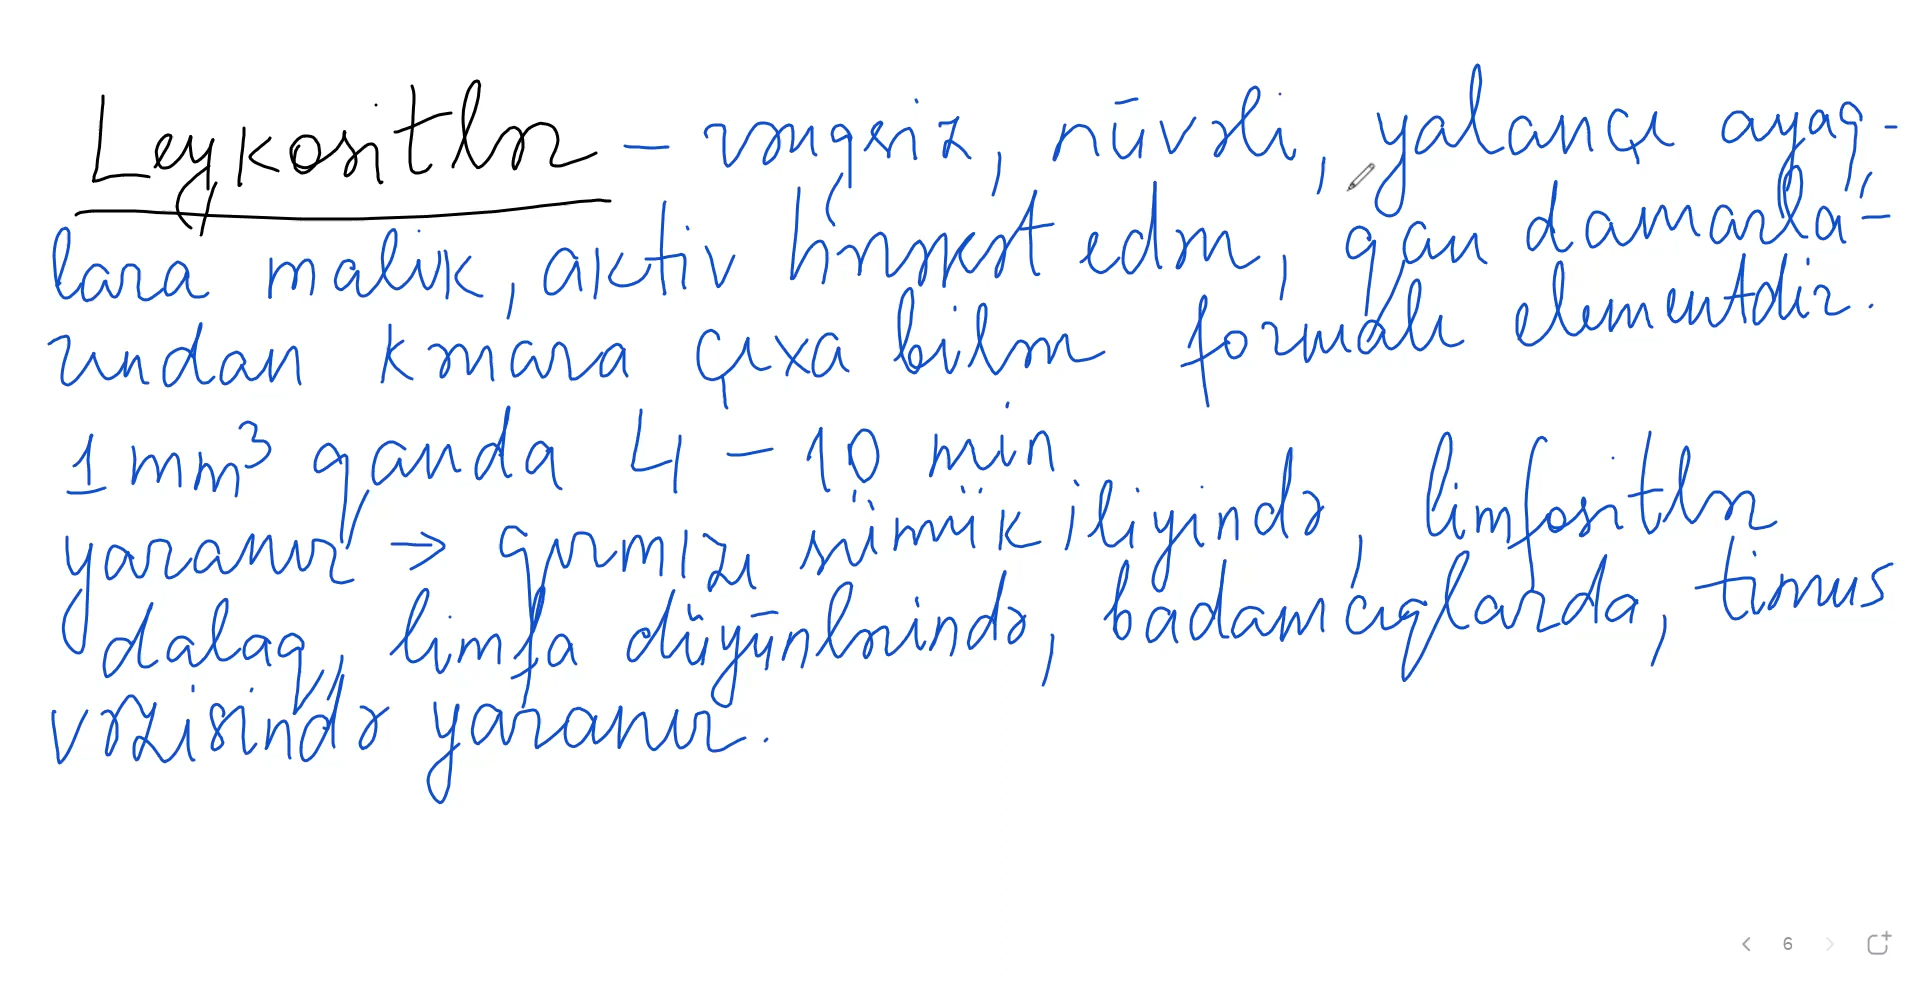 Leykositlər – rəngsiz, nüvəli, yalançı ayaq-
lara malik, aktiv hərəkət edən, qan damarla-
rından kənara çıxa bilən formalı elementdir.
1 mm³ qanda 4 – 10 min
yaranır → qırmızı sümük iliyində, limfositlər
dalaq, limfa düyünlərində, badamcıqlarda, timus
vəzisində yaranır.
6